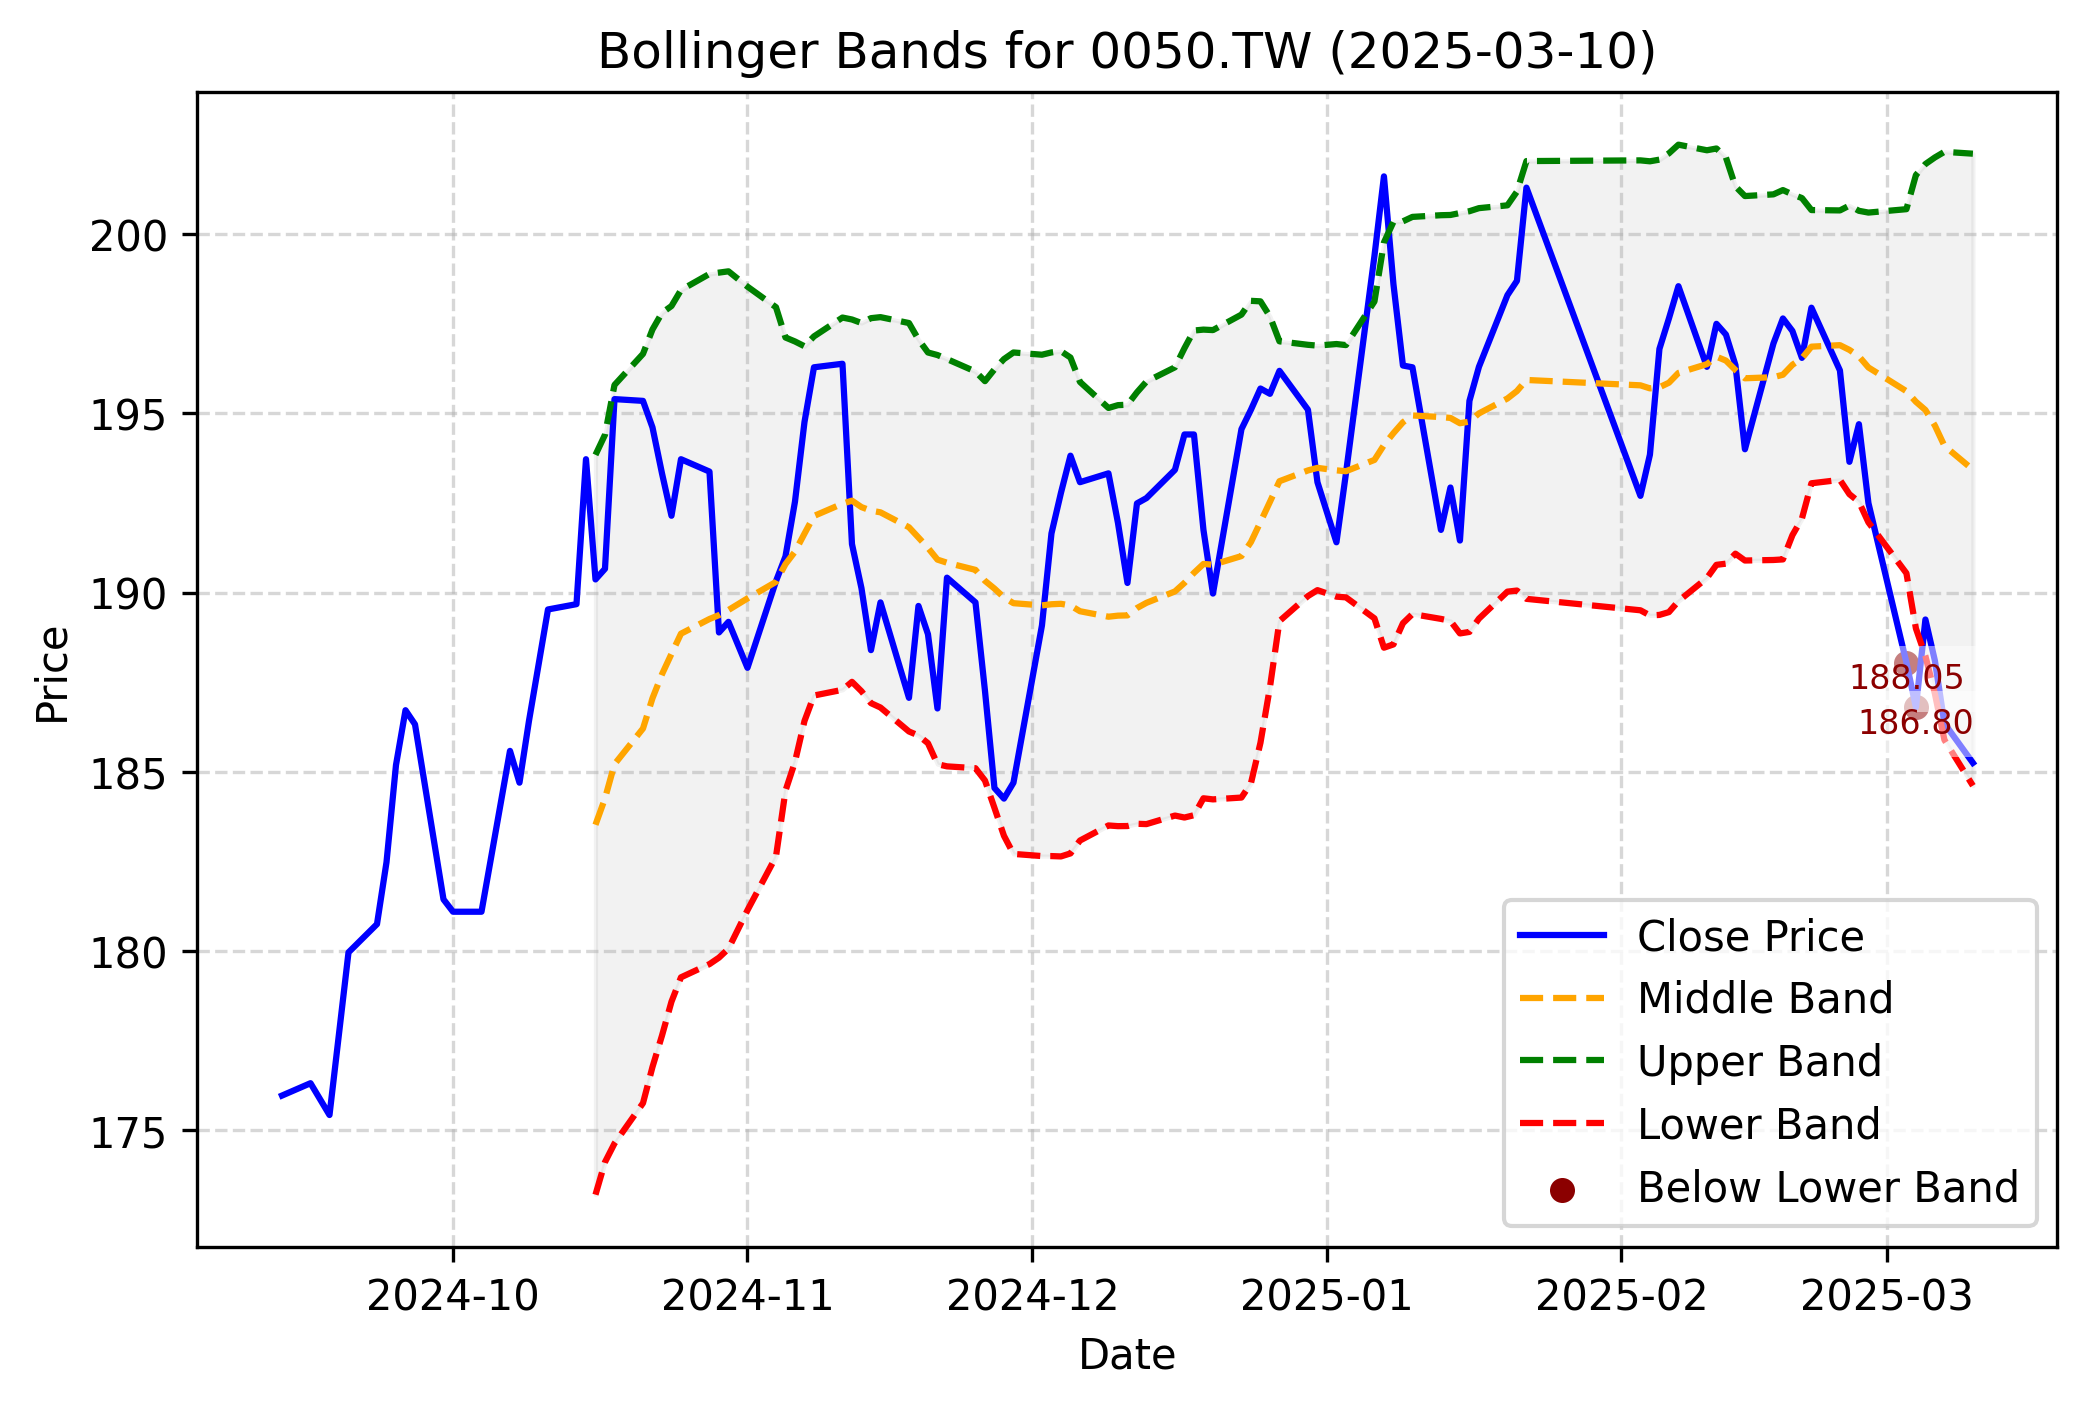 Bollinger Bands for 0050.TW (2025-03-10)
Price
200
195
190
185
180
175
188.05
186.80
Close Price
Middle Band
Upper Band
Lower Band
Below Lower Band
2024-10 2024-11 2024-12 2025-01 2025-02 2025-03
Date